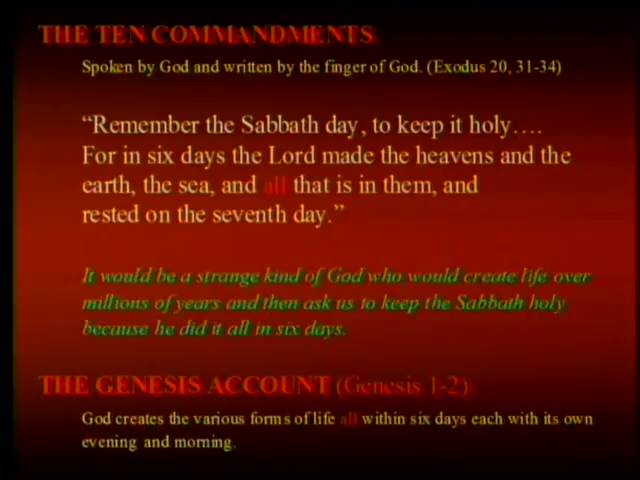 THE TEN COMMANDMENTS
Spoken by God and written by the finger of God. (Exodus 20, 31-34)
“Remember the Sabbath day, to keep it holy….
For in six days the Lord made the heavens and the
earth, the sea, and all that is in them, and
rested on the seventh day.”
It would be a strange kind of God who would create life over
millions of years and then ask us to keep the Sabbath holy
because he did it all in six days.
THE GENESIS ACCOUNT (Genesis 1-2)
God creates the various forms of life all within six days each with its own
evening and morning.